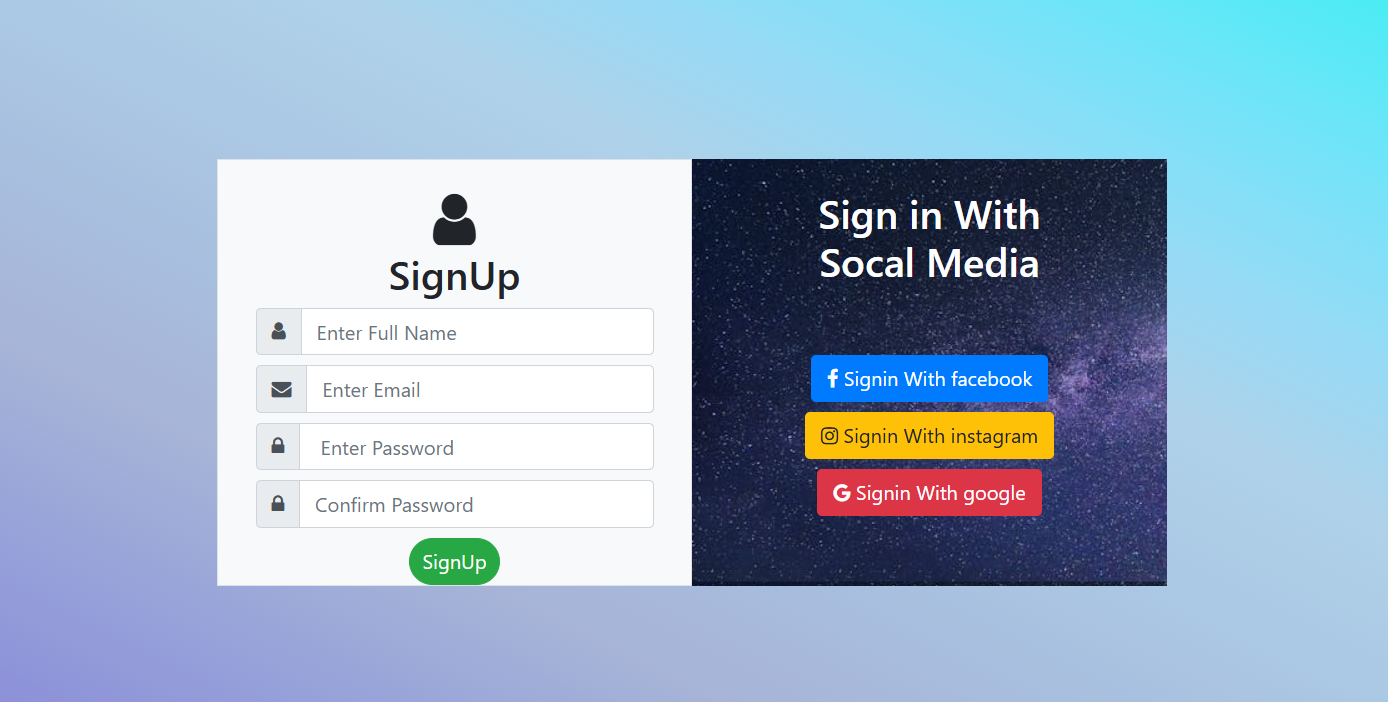 SignUp
Enter Full Name
Enter Email
Enter Password
Confirm Password
SignUp
Sign in With
Socal Media
Signin With facebook
Signin With instagram
Signin With google